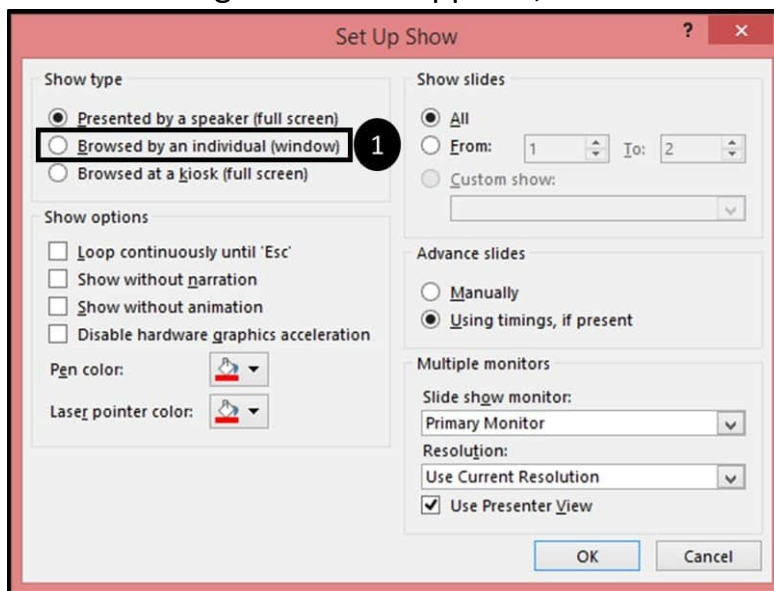 Set Up Show
?
×
Show type
Presented by a speaker (full screen)
Browsed by an individual (window)
1
Browsed at a kiosk (full screen)
Show options
Loop continuously until 'Esc'
Show without narration
Show without animation
Disable hardware graphics acceleration
Pen color:
Laser pointer color:
Show slides
All
From: 1 To: 2
Custom show:
Advance slides
Manually
Using timings, if present
Multiple monitors
Slide show monitor:
Primary Monitor
Resolution:
Use Current Resolution
Use Presenter View
OK Cancel